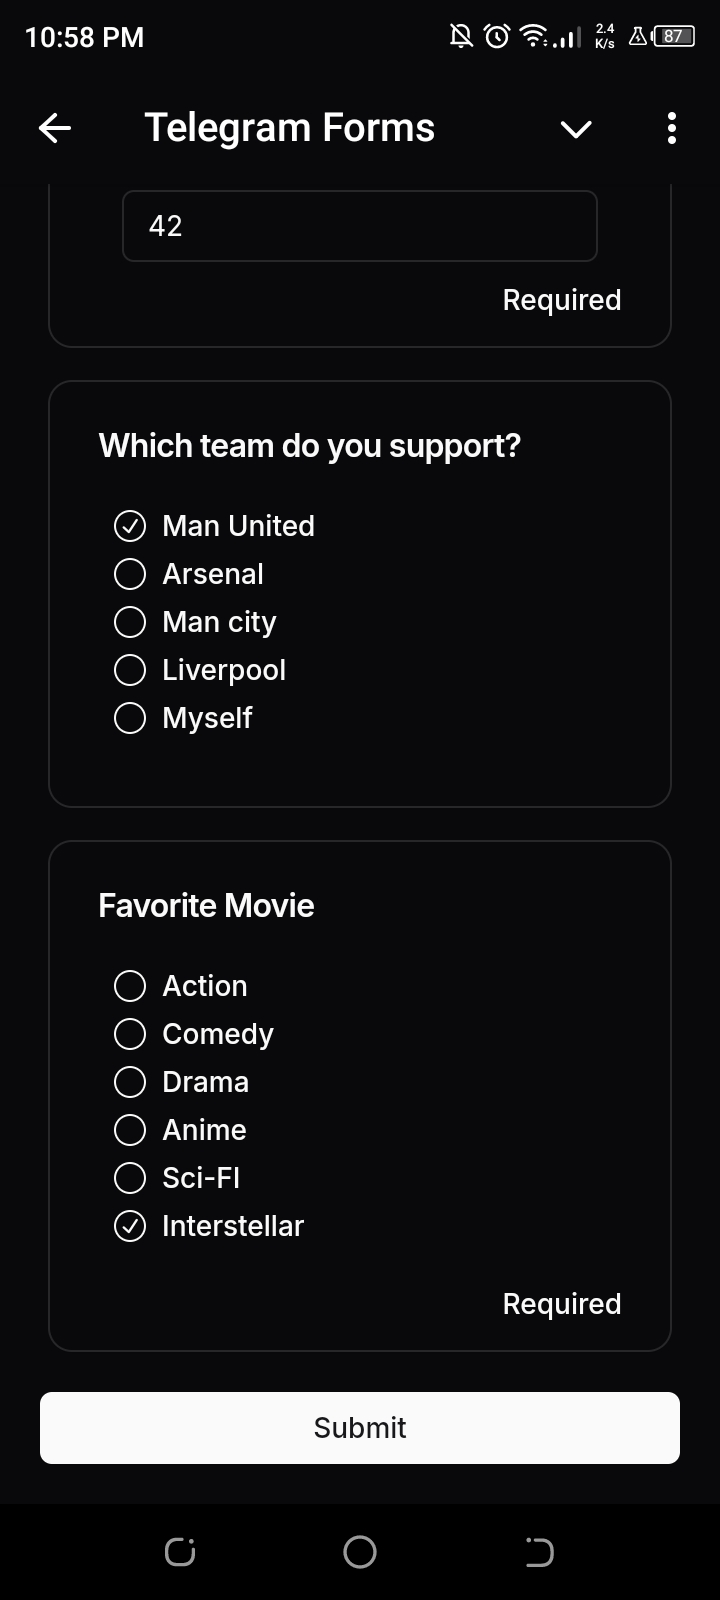 10:58 PM
2.4
K/s
87
Telegram Forms
42
Required
Which team do you support?
Man United
Arsenal
Man city
Liverpool
Myself
Favorite Movie
Action
Comedy
Drama
Anime
Sci-FI
Interstellar
Required
Submit